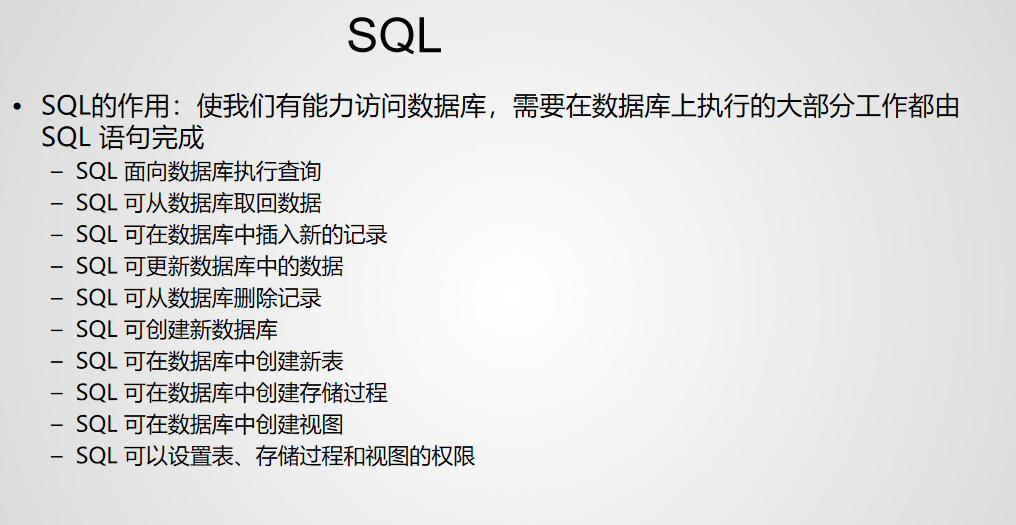 SQL
• SQL的作用：使我们有能力访问数据库，需要在数据库上执行的大部分工作都由
SQL 语句完成
– SQL 面向数据库执行查询
– SQL 可从数据库取回数据
– SQL 可在数据库中插入新的记录
– SQL 可更新数据库中的数据
– SQL 可从数据库删除记录
– SQL 可创建新数据库
– SQL 可在数据库中创建新表
– SQL 可在数据库中创建存储过程
– SQL 可在数据库中创建视图
– SQL 可以设置表、存储过程和视图的权限